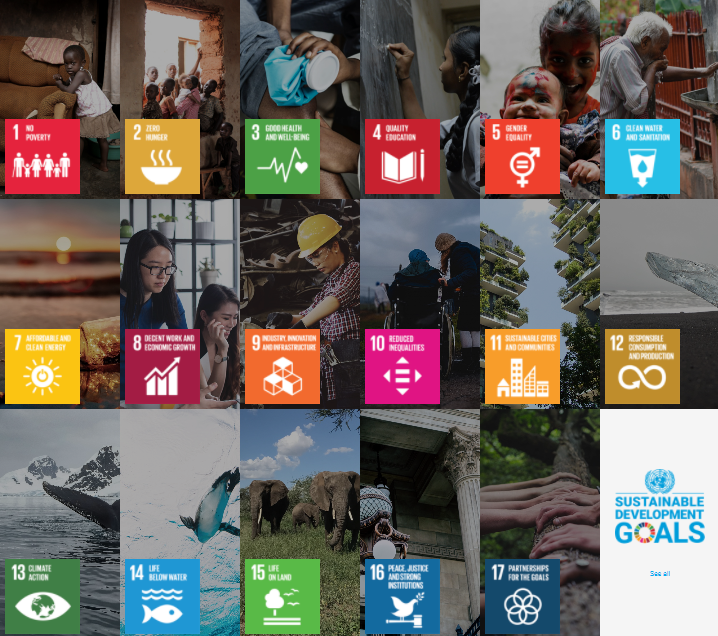 1 NO
POVERTY
2 ZERO
HUNGER
3 GOOD HEALTH
AND WELL-BEING
4 QUALITY
EDUCATION
5 GENDER
EQUALITY
6 CLEAN WATER
AND SANITATION
7 AFFORDABLE AND
CLEAN ENERGY
8 DECENT WORK AND
ECONOMIC GROWTH
9 INDUSTRY, INNOVATION
AND INFRASTRUCTURE
10 REDUCED
INEQUALITIES
11 SUSTAINABLE CITIES
AND COMMUNITIES
12 RESPONSIBLE
CONSUMPTION
AND PRODUCTION
13 CLIMATE
ACTION
14 LIFE
BELOW WATER
15 LIFE
ON LAND
16 PEACE, JUSTICE
AND STRONG
INSTITUTIONS
17 PARTNERSHIPS
FOR THE GOALS
SUSTAINABLE
DEVELOPMENT
GOALS
See all